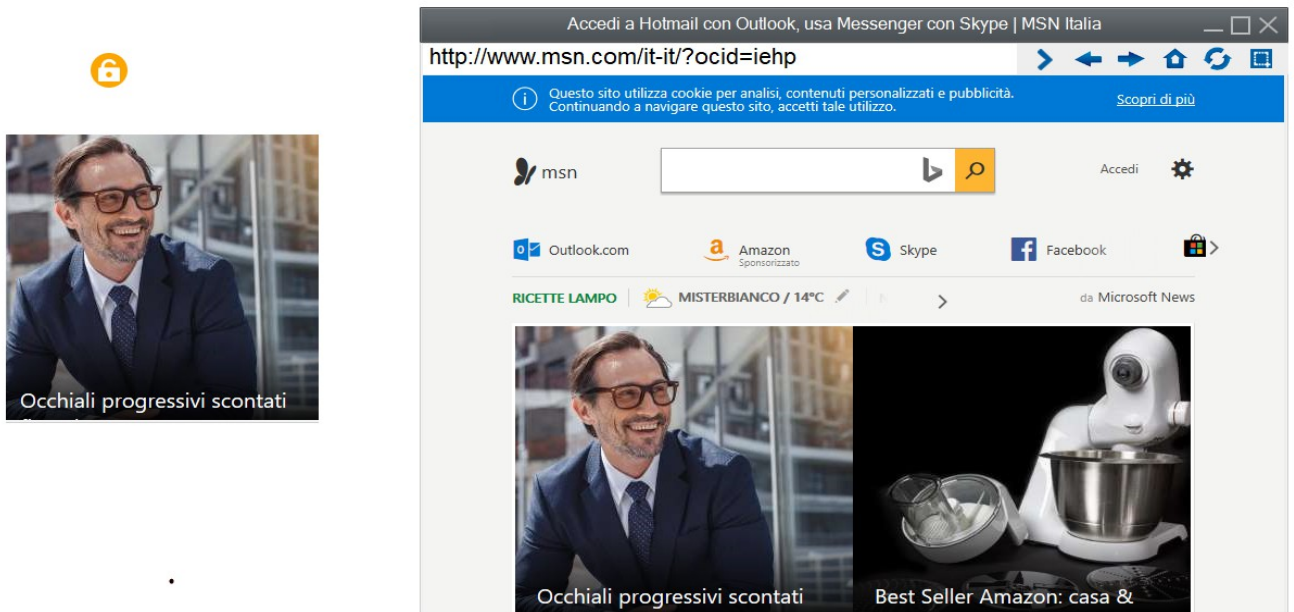 Occhiali progressivi scontati
Accedi a Hotmail con Outlook, usa Messenger con Skype | MSN Italia
http://www.msn.com/it-it/?ocid=iehp
Questo sito utilizza cookie per analisi, contenuti personalizzati e pubblicità.
Continuando a navigare questo sito, accetti tale utilizzo.
Scopri di più
msn
Accedi
Outlook.com
Amazon
Sponsorizzato
Skype
Facebook
RICETTE LAMPO
MISTERBIANCO / 14°C
da Microsoft News
Occhiali progressivi scontati
Best Seller Amazon: casa &